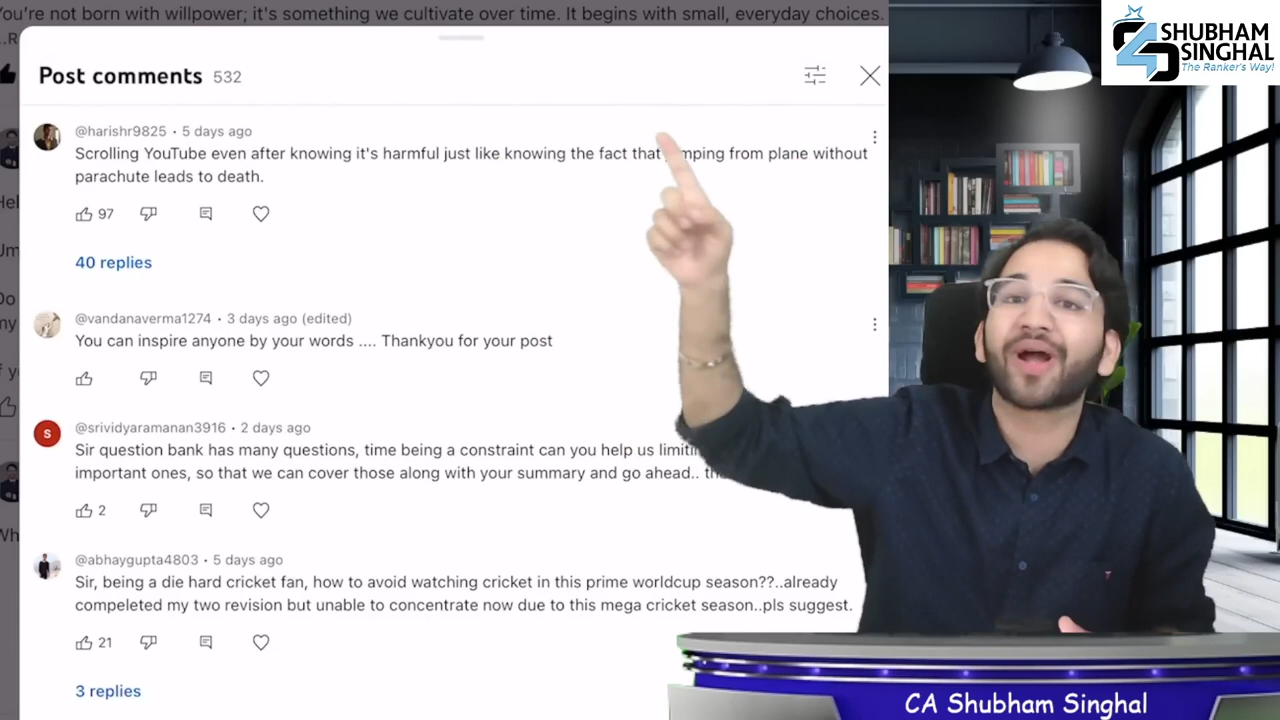 You're not born with willpower; it's something we cultivate over time. It begins with small, everyday choices.
SHUBHAM
SINGHAL
The Ranker's Way!
Post comments 532
@harishr9825 • 5 days ago
Scrolling YouTube even after knowing it's harmful just like knowing the fact that mping from plane without
parachute leads to death.
97
40 replies
@vandanaverma1274 • 3 days ago (edited)
You can inspire anyone by your words .... Thankyou for your post
S
@srividyaramanan3916 • 2 days ago
Sir question bank has many questions, time being a constraint can you help us
important ones, so that we can cover those along with your summary and go ahead..
2
@abhaygupta4803 • 5 days ago
Sir, being a die hard cricket fan, how to avoid watching cricket in this prime worldcup season??..already
compeleted my two revision but unable to concentrate now due to this mega cricket season..pls suggest.
21
3 replies
CA Shubham Singhal